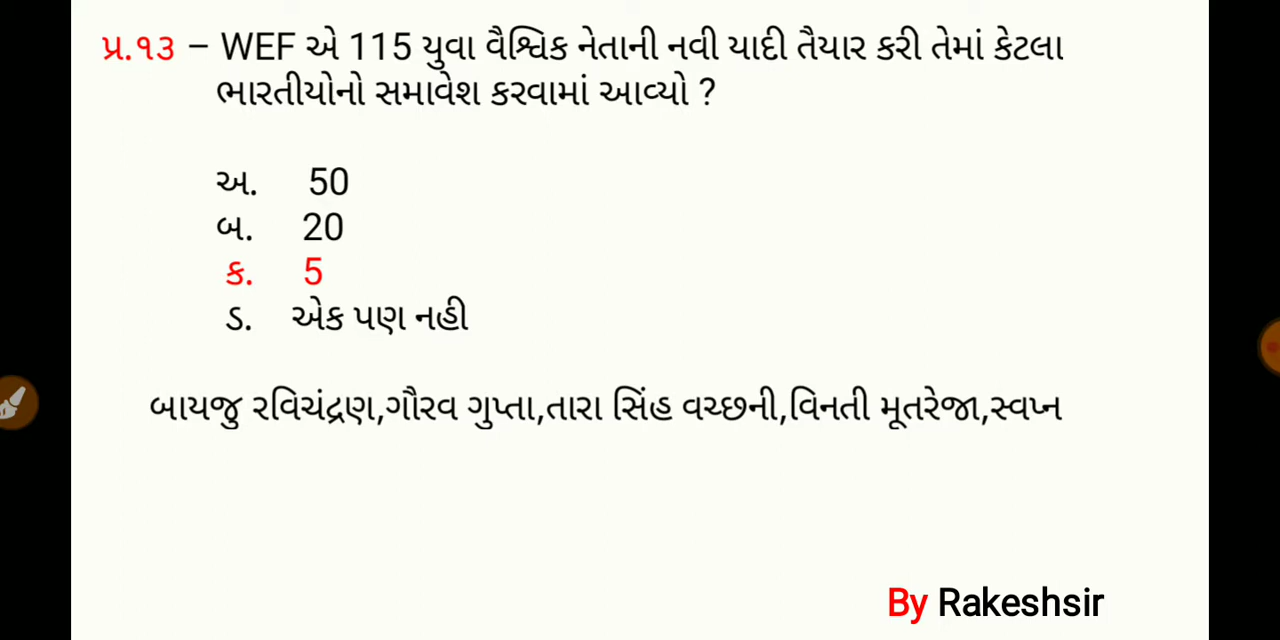 પ્ર.૧૩ – WEF એ 115 યુવા વૈશ્વિક નેતાની નવી યાદી તૈયાર કરી તેમાં કેટલા
ભારતીયોનો સમાવેશ કરવામાં આવ્યો ?
અ. 50
બ. 20
ક. 5
ડ. એક પણ નહી
બાયજુ રવિચંદ્રણ,ગૌરવ ગુપ્તા,તારા સિંહ વચ્છની,વિનતી મૂતરેજા,સ્વપ્ન
By Rakeshsir